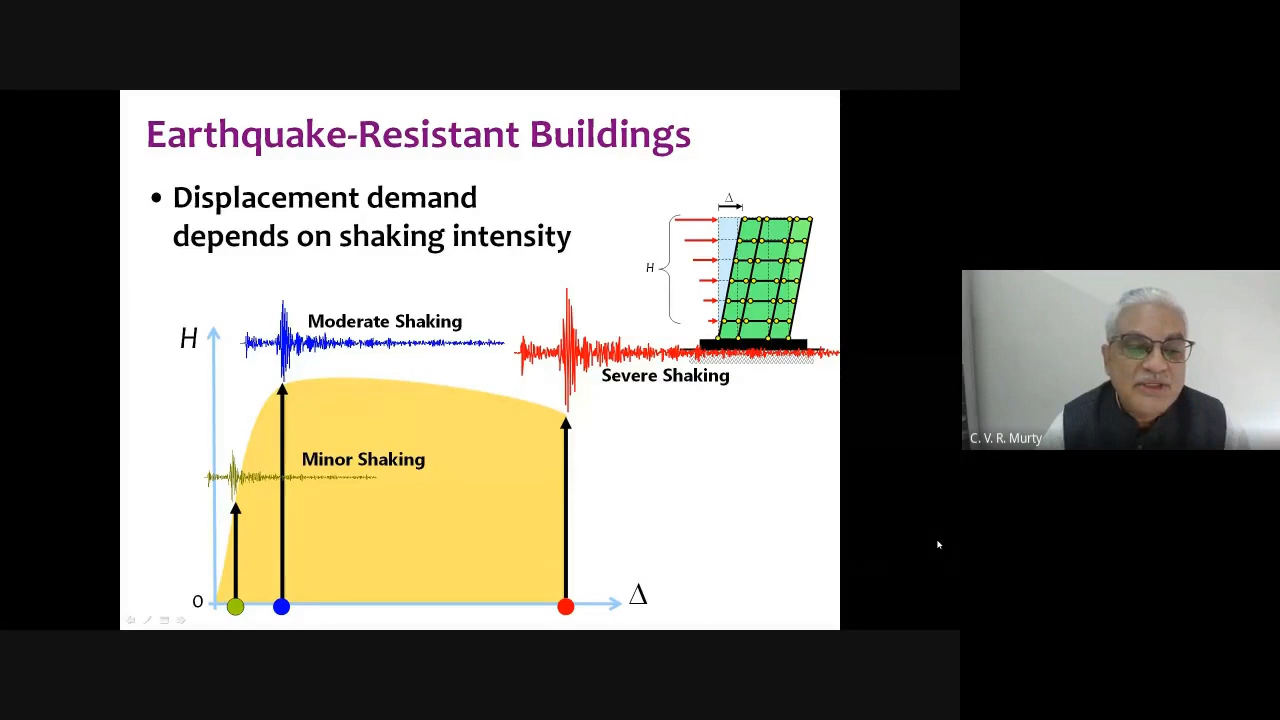 Earthquake-Resistant Buildings
• Displacement demand
depends on shaking intensity
Δ
H
Moderate Shaking
H
Severe Shaking
Minor Shaking
0
Δ
C. V. R. Murty